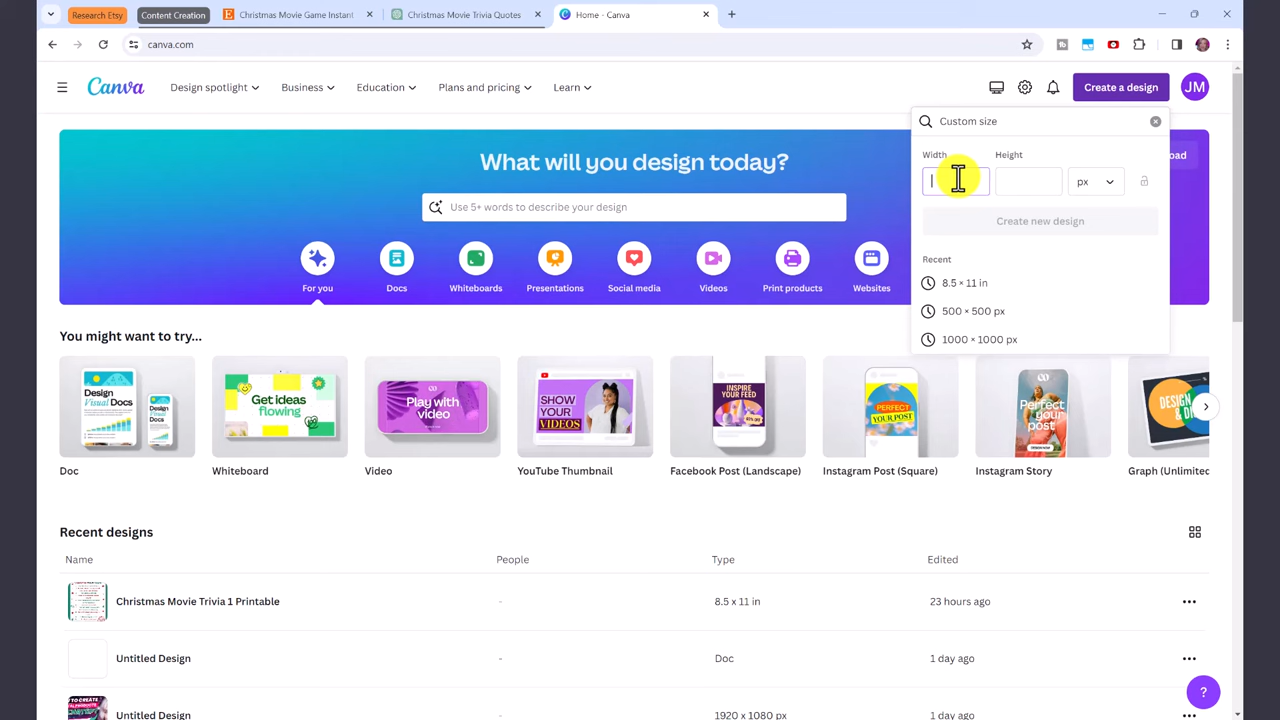 Research Etsy
Content Creation
Christmas Movie Game Instant
Christmas Movie Trivia Quotes
Home - Canva
canva.com
Canva
Design spotlight
Business
Education
Plans and pricing
Learn
Create a design
JM
Custom size
What will you design today?
Width
Height
px
Use 5+ words to describe your design
Create new design
Recent
8.5 × 11 in
500 × 500 px
1000 × 1000 px
For you
Docs
Whiteboards
Presentations
Social media
Videos
Print products
Websites
You might want to try...
Design
Visual Docs
Get ideas
flowing
Play with
video
SHOW
YOUR
VIDEOS
INSPIRE
YOUR FEED
PERFECT
YOUR POST
Perfect
your
post
Doc
Whiteboard
Video
YouTube Thumbnail
Facebook Post (Landscape)
Instagram Post (Square)
Instagram Story
Graph (Unlimited
Recent designs
Name
People
Type
Edited
Christmas Movie Trivia 1 Printable
-
8.5 x 11 in
23 hours ago
Untitled Design
-
Doc
1 day ago
Untitled Design
-
1920 x 1080 px
1 day ago
?